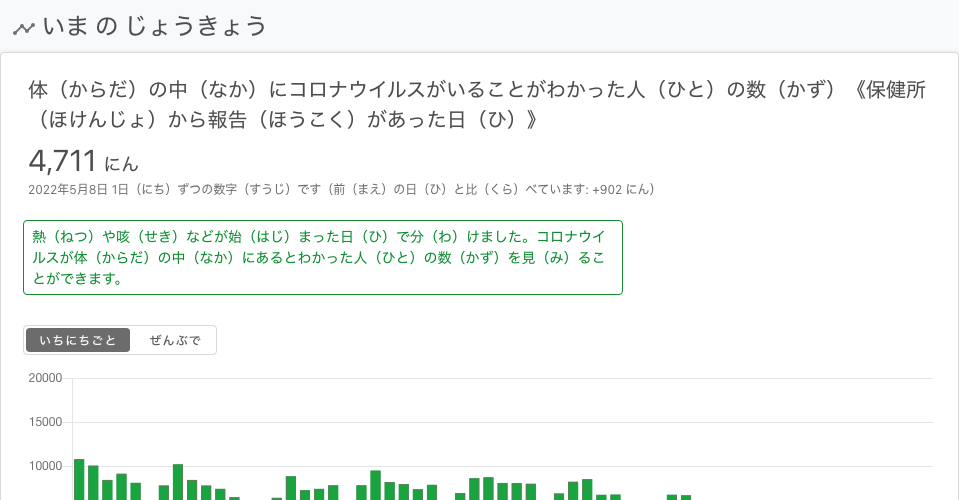 いま の じょうきょう
体（からだ）の中（なか）にコロナウイルスがいることがわかった人（ひと）の数（かず）《保健所
（ほけんじょ）から報告（ほうこく）があった日（ひ）》
4,711 にん
2022年5月8日 1日（にち）ずつの数字（すうじ）です（前（まえ）の日（ひ）と比（くら）べています: +902 にん）
熱（ねつ）や咳（せき）などが始（はじ）まった日（ひ）で分（わ）けました。コロナウイ
ルスが体（からだ）の中（なか）にあるとわかった人（ひと）の数（かず）を見（み）るこ
とができます。
いちにちごと ぜんぶで
20000
15000
10000